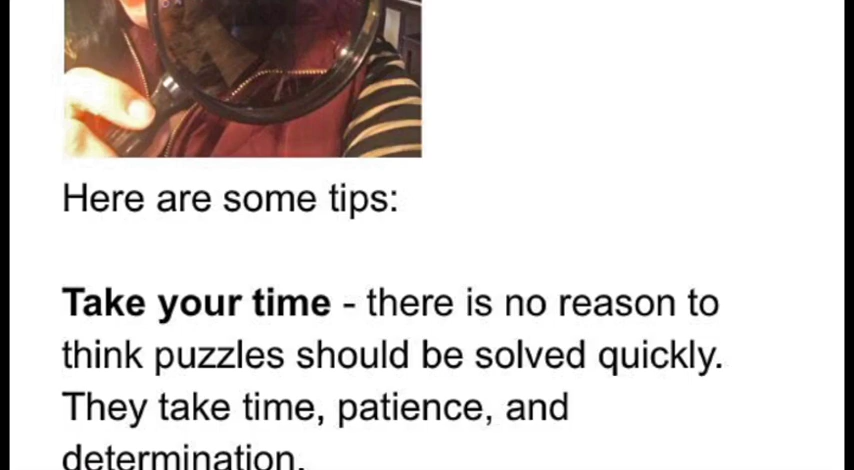 Here are some tips:
Take your time - there is no reason to
think puzzles should be solved quickly.
They take time, patience, and
determination.